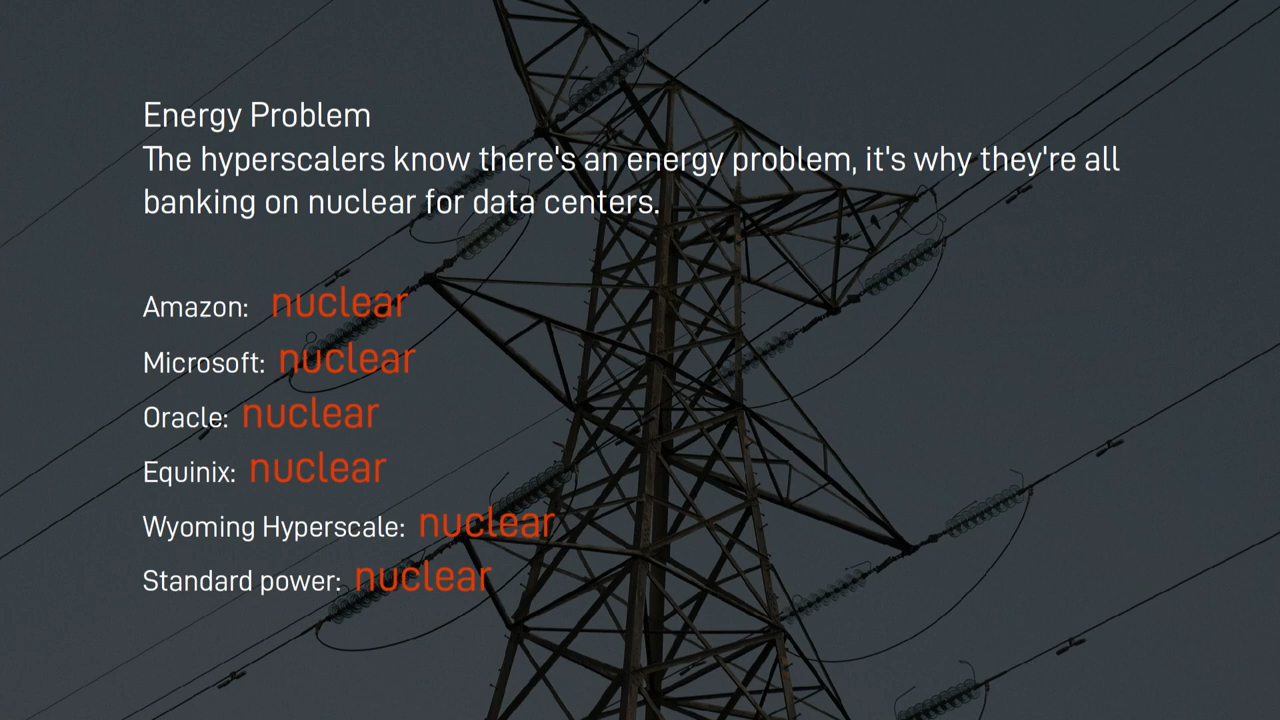 Energy Problem
The hyperscalers know there's an energy problem, it's why they're all
banking on nuclear for data centers.
Amazon: nuclear
Microsoft: nuclear
Oracle: nuclear
Equinix: nuclear
Wyoming Hyperscale: nuclear
Standard power: nuclear